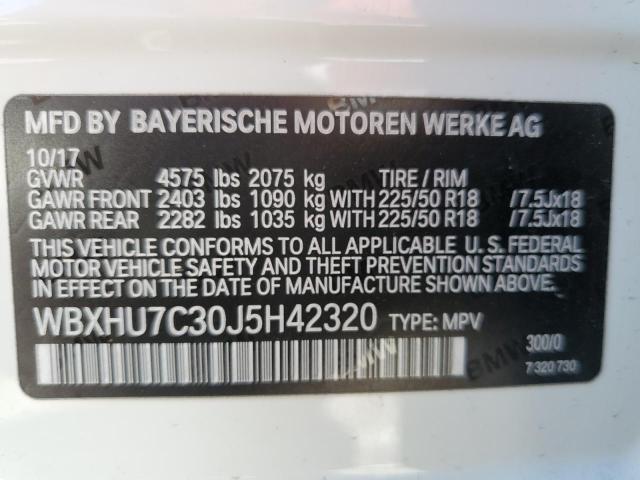 MFD BY BAYERISCHE MOTOREN WERKE AG
10/17
GVWR 4575 lbs 2075 kg TIRE / RIM
GAWR FRONT 2403 lbs 1090 kg WITH 225/50 R18 /7.5Jx18
GAWR REAR 2282 lbs 1035 kg WITH 225/50 R18 /7.5Jx18
THIS VEHICLE CONFORMS TO ALL APPLICABLE U.S. FEDERAL
MOTOR VEHICLE SAFETY AND THEFT PREVENTION STANDARDS
IN EFFECT ON THE DATE OF MANUFACTURE SHOWN ABOVE.
WBXHU7C30J5H42320 TYPE: MPV
300/0
7 320 730